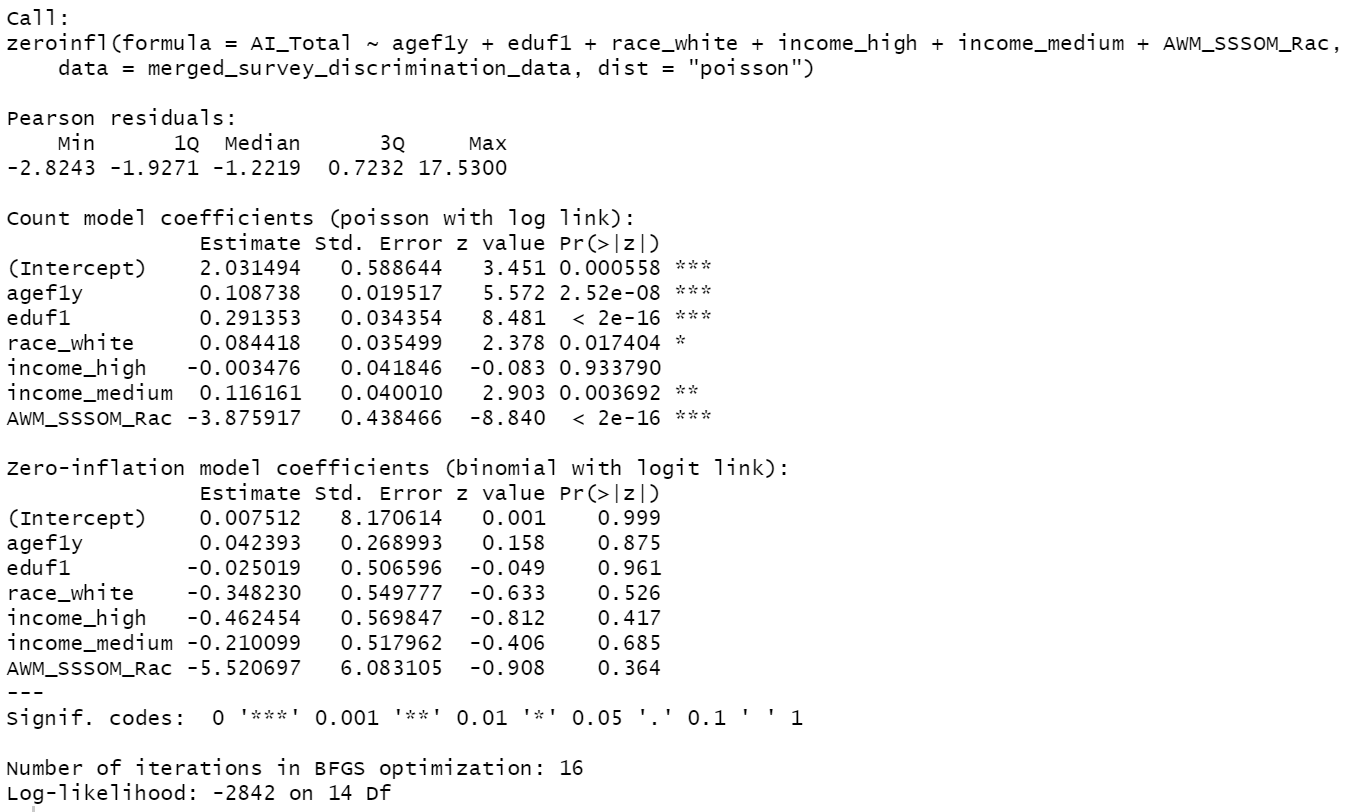 Call:
zeroinfl(formula = AI_Total ~ agef1y + eduf1 + race_white + income_high + income_medium + AWM_SSSOM_Rac,
    data = merged_survey_discrimination_data, dist = "poisson")

Pearson residuals:
    Min      1Q  Median      3Q     Max
-2.8243 -1.9271 -1.2219  0.7232 17.5300

Count model coefficients (poisson with log link):
               Estimate Std. Error z value Pr(>|z|)
(Intercept)    2.031494   0.588644   3.451 0.000558 ***
agef1y         0.108738   0.019517   5.572 2.52e-08 ***
eduf1          0.291353   0.034354   8.481  < 2e-16 ***
race_white     0.084418   0.035499   2.378 0.017404 *
income_high   -0.003476   0.041846  -0.083 0.933790
income_medium  0.116161   0.040010   2.903 0.003692 **
AWM_SSSOM_Rac -3.875917   0.438466  -8.840  < 2e-16 ***

Zero-inflation model coefficients (binomial with logit link):
               Estimate Std. Error z value Pr(>|z|)
(Intercept)    0.007512   8.170614   0.001    0.999
agef1y         0.042393   0.268993   0.158    0.875
eduf1         -0.025019   0.506596  -0.049    0.961
race_white    -0.348230   0.549777  -0.633    0.526
income_high   -0.462454   0.569847  -0.812    0.417
income_medium -0.210099   0.517962  -0.406    0.685
AWM_SSSOM_Rac -5.520697   6.083105  -0.908    0.364
---
Signif. codes:  0 '***' 0.001 '**' 0.01 '*' 0.05 '.' 0.1 ' ' 1

Number of iterations in BFGS optimization: 16
Log-likelihood: -2842 on 14 Df